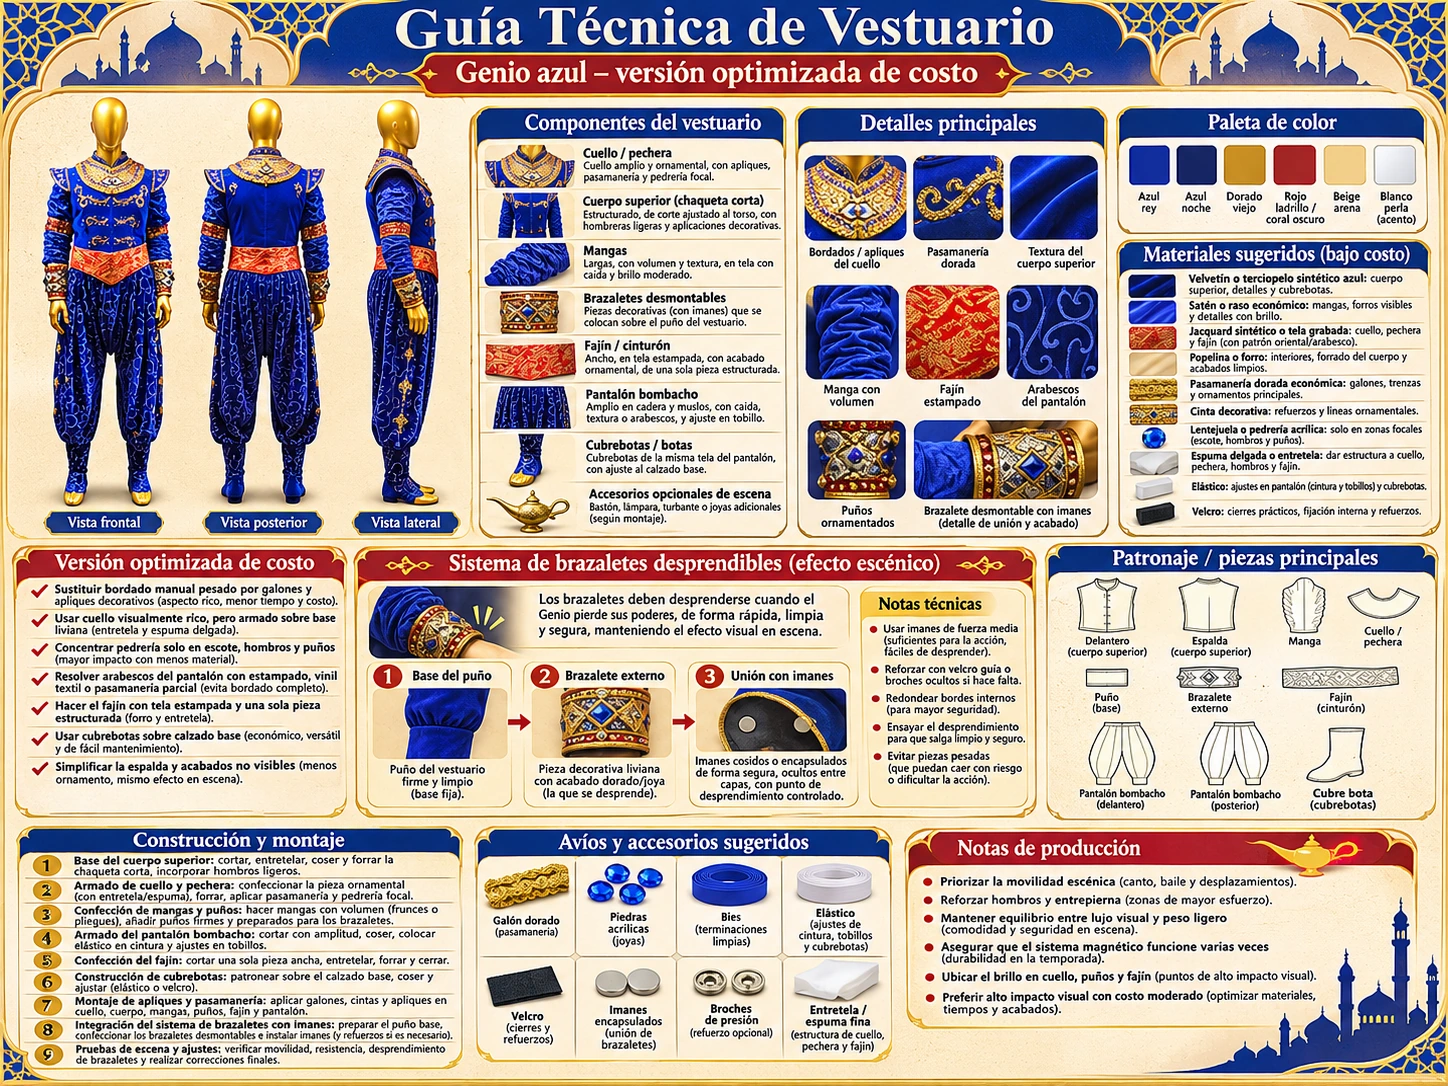 Guía Técnica de Vestuario
Genio azul – versión optimizada de costo
Vista frontal
Vista posterior
Vista lateral
Componentes del vestuario
Cuello / pechera
Cuello amplio y ornamental, con apliques,
pasamanería y pedrería focal.
Cuerpo superior (chaqueta corta)
Estructurado, de corte ajustado al torso, con
hombreras ligeras y aplicaciones decorativas.
Mangas
Largas, con volumen y textura, en tela con
caida y brillo moderado.
Brazaletes desmontables
Piezas decorativas (con imanes) que se
colocan sobre el puño del vestuario.
Fajín / cinturón
Ancho, en tela estampada, con acabado
ornamental, de una sola pieza estructurada.
Pantalón bombacho
Amplio en cadera y muslos, con caida,
textura o arabescos, y ajuste en tobillo.
Cubrebotas / botas
Cubrebotas de la misma tela del pantalón,
con ajuste al calzado base.
Accesorios opcionales de escena
Bastón, lámpara, turbante o joyas adicionales
(según montaje).
Detalles principales
Bordados / apliques
del cuello
Pasamanería
dorada
Textura del
cuerpo superior
Manga con
volumen
Fajín
estampado
Arabescos
del pantalón
Puños
ornamentados
Brazalete desmontable con imanes
(detalle de unión y acabado)
Paleta de color
Azul
rey
Azul
noche
Dorado
viejo
Rojo
ladrillo /
coral oscuro
Beige
arena
Blanco
perla
(acento)
Materiales sugeridos (bajo costo)
Velvetín o terciopelo sintético azul: cuerpo
superior, detalles y cubrebotas.
Satén o raso económico: mangas, forros visibles
y detalles con brillo.
Jacquard sintético o tela grabada: cuello, pechera
y fajín (con patrón oriental/arabesco).
Popelina o forro: interiores, forrado del cuerpo y
acabados limpios.
Pasamanería dorada económica: galones, trenzas
y ornamentos principales.
Cinta decorativa: refuerzos y lineas ornamentales.
Lentejuela o pedrería acrílica: solo en zonas focales
(escote, hombros y puños).
Espuma delgada o entretela: dar estructura a cuello,
pechera, hombros y fajín.
Elástico: ajustes en pantalón (cintura y tobillos) y cubrebotas.
Velcro: cierres prácticos, fijación interna y refuerzos.
Versión optimizada de costo
Sustituir bordado manual pesado por galones y
apliques decorativos (aspecto rico, menor tiempo y costo).
Usar cuello visualmente rico, pero armado sobre base
liviana (entretela y espuma delgada).
Concentrar pedrería solo en escote, hombros y puños
(mayor impacto con menos material).
Resolver arabescos del pantalón con estampado, vinil
textil o pasamanería parcial (evita bordado completo).
Hacer el fajín con tela estampada y una sola pieza
estructurada (forro y entretela).
Usar cubrebotas sobre calzado base (económico, versátil
y de fácil mantenimiento).
Simplificar la espalda y acabados no visibles (menos
ornamento, mismo efecto en escena).
Sistema de brazaletes desprendibles (efecto escénico)
Los brazaletes deben desprenderse cuando el
Genio pierde sus poderes, de forma rápida, limpia
y segura, manteniendo el efecto visual en escena.
1 Base del puño
Puño del vestuario
firme y limpio
(base fija).
2 Brazalete externo
Pieza decorativa liviana
con acabado dorado/joya
(la que se desprende).
3 Unión con imanes
Imanes cosidos o encapsulados
de forma segura, ocultos entre
capas, con punto de
desprendimiento controlado.
Notas técnicas
Usar imanes de fuerza media
(suficientes para la acción,
fáciles de desprender).
Reforzar con velcro guía o
broches ocultos si hace falta.
Redondear bordes internos
(para mayor seguridad).
Ensayar el desprendimiento
para que salga limpio y seguro.
Evitar piezas pesadas
(que puedan caer con riesgo
o dificultar la acción).
Patronaje / piezas principales
Delantero
(cuerpo superior)
Espalda
(cuerpo superior)
Manga
Cuello /
pechera
Puño
(base)
Brazalete
externo
Fajín
(cinturón)
Pantalón bombacho
(delantero)
Pantalón bombacho
(posterior)
Cubre bota
(cubrebotas)
Construcción y montaje
1 Base del cuerpo superior: cortar, entretelar, coser y forrar la
chaqueta corta, incorporar hombros ligeros.
2 Armado de cuello y pechera: confeccionar la pieza ornamental
(con entretela/espuma), forrar, aplicar pasamanería y pedrería focal.
3 Confección de mangas y puños: hacer mangas con volumen (frunces o
pliegues), añadir puños firmes y preparados para los brazaletes.
4 Armado del pantalón bombacho: cortar con amplitud, coser, colocar
elástico en cintura y ajustes en tobillos.
5 Confección del fajín: cortar una sola pieza ancha, entretelar, forrar y cerrar.
6 Construcción de cubrebotas: patronear sobre el calzado base, coser y
ajustar (elástico o velcro).
7 Montaje de apliques y pasamanería: aplicar galones, cintas y apliques en
cuello, cuerpo, mangas, puños, fajín y pantalón.
8 Integración del sistema de brazaletes con imanes: preparar el puño base,
confeccionar los brazaletes desmontables e instalar imanes (y refuerzos si es necesario).
9 Pruebas de escena y ajustes: verificar movilidad, resistencia, desprendimiento
de brazaletes y realizar correcciones finales.
Avíos y accesorios sugeridos
Galón dorado
(pasamanería)
Piedras
acrilicas
(joyas)
Bies
(terminaciones
limpias)
Elástico
(ajustes de
cintura, tobillos
y cubrebotas)
Velcro
(cierres y
refuerzos)
Imanes
encapsulados
(unión de
brazaletes)
Broches
de presión
(refuerzo opcional)
Entretela /
espuma fina
(estructura de cuello,
pechera y fajín)
Notas de producción
Priorizar la movilidad escénica (canto, baile y desplazamientos).
Reforzar hombros y entrepierna (zonas de mayor esfuerzo).
Mantener equilibrio entre lujo visual y peso ligero
(comodidad y seguridad en escena).
Asegurar que el sistema magnético funcione varias veces
(durabilidad en la temporada).
Ubicar el brillo en cuello, puños y fajín (puntos de alto impacto visual).
Preferir alto impacto visual con costo moderado (optimizar materiales,
tiempos y acabados).